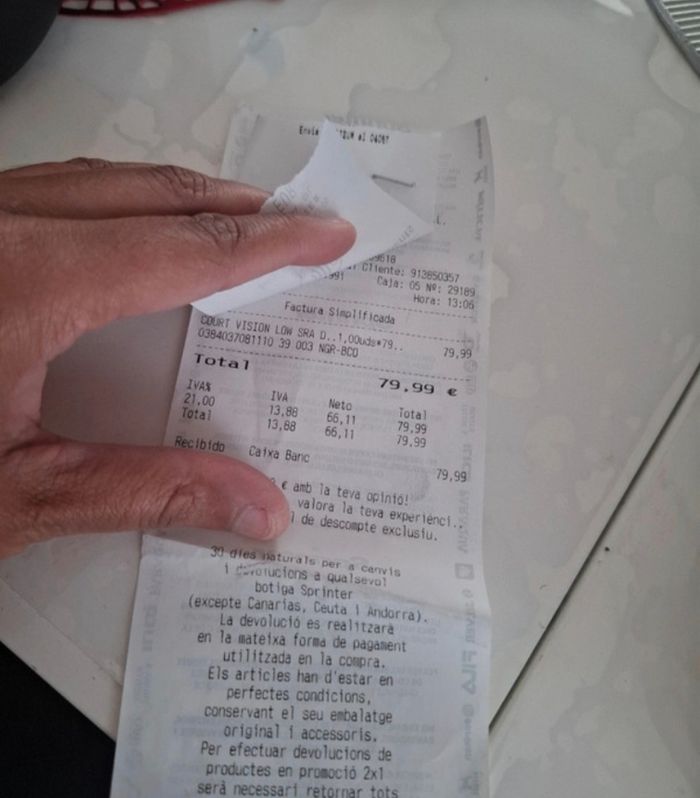 al 04097
Cliente: 913850357
Caja: 05 Nº: 29189
Hora: 13:06
Factura Simplificada
COURT VISION LOW SRA D..1,00uds*79.. 79,99
0384037081110 39 003 NGR-BCO
Total 79,99 €
IVA% IVA Neto Total
21,00 13,88 66,11 79,99
Total 13,88 66,11 79,99
Recibido Caixa Banc 79,99
€ amb la teva opinió!
valora la teva experiènci..
de descompte exclusiu.
30 dies naturals per a canvis
i devolucions a qualsevol
botiga Sprinter
(excepte Canarias, Ceuta i Andorra).
La devolució es realitzarà
en la mateixa forma de pagament
utilitzada en la compra.
Els articles han d'estar en
perfectes condicions,
conservant el seu embalatge
original i accessoris.
Per efectuar devolucions de
productes en promoció 2x1
serà necessari retornar tots